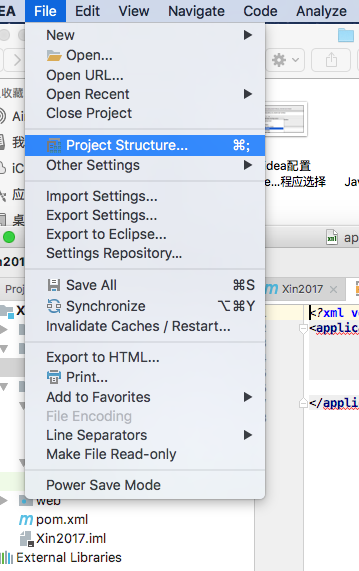 EA File Edit View Navigate Code Analyze
New
Open...
Open URL...
Open Recent
Close Project
Project Structure... ⌘;
Other Settings
Import Settings...
Export Settings...
Export to Eclipse...
Settings Repository...
Save All ⌘S
Synchronize ⌥⌘Y
Invalidate Caches / Restart...
Export to HTML...
Print...
Add to Favorites
File Encoding
Line Separators
Make File Read-only
Power Save Mode
收藏
Air
我
iC
应
桌
dea配置
e...程应选择
Jav
app
n201
Proj
X
Xin2017
<?xml ve
<applic
</appli
web
pom.xml
Xin2017.iml
External Libraries